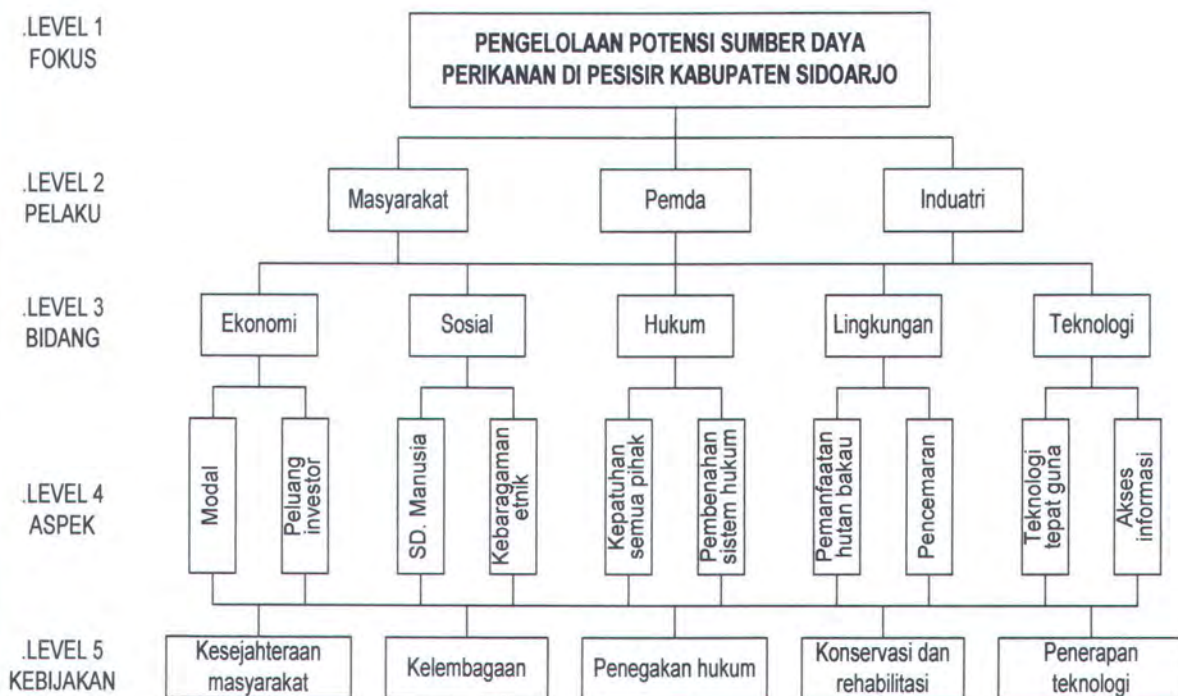 .LEVEL 1
FOKUS
PENGELOLAAN POTENSI SUMBER DAYA
PERIKANAN DI PESISIR KABUPATEN SIDOARJO
.LEVEL 2
PELAKU
Masyarakat
Pemda
Induatri
.LEVEL 3
BIDANG
Ekonomi
Sosial
Hukum
Lingkungan
Teknologi
.LEVEL 4
ASPEK
Modal
Peluang
investor
SD. Manusia
Kebaragaman
etnik
Kepatuhan
semua pihak
Pembenahan
sistem hukum
Pemanfaatan
hutan bakau
Pencemaran
Teknologi
tepat guna
Akses
informasi
.LEVEL 5
KEBIJAKAN
Kesejahteraan
masyarakat
Kelembagaan
Penegakan hukum
Konservasi dan
rehabilitasi
Penerapan
teknologi